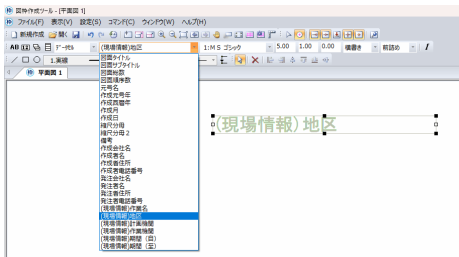 図枠作成ツール - [平面図 1]
ファイル(F) 表示(V) 設定(S) コマンド(C) ウィンドウ(W) ヘルプ(H)
新規作成 開く
AB データセル (現場情報)地区 1:ＭＳ ゴシック 5.00 1.00 0.00 横書き 前詰め I
1.実線
平面図 1
図面タイトル
図面サブタイトル
図面総数
図面順序数
元号名
作成元号年
作成西暦年
作成月
作成日
縮尺分母
縮尺分母２
備考
作成会社名
作成者名
作成者住所
作成者電話番号
発注会社名
発注者名
発注者住所
発注者電話番号
(現場情報)作業名
(現場情報)地区
(現場情報)計画機関
(現場情報)作業機関
(現場情報)期間（自）
(現場情報)期間（至）
(現場情報)地区